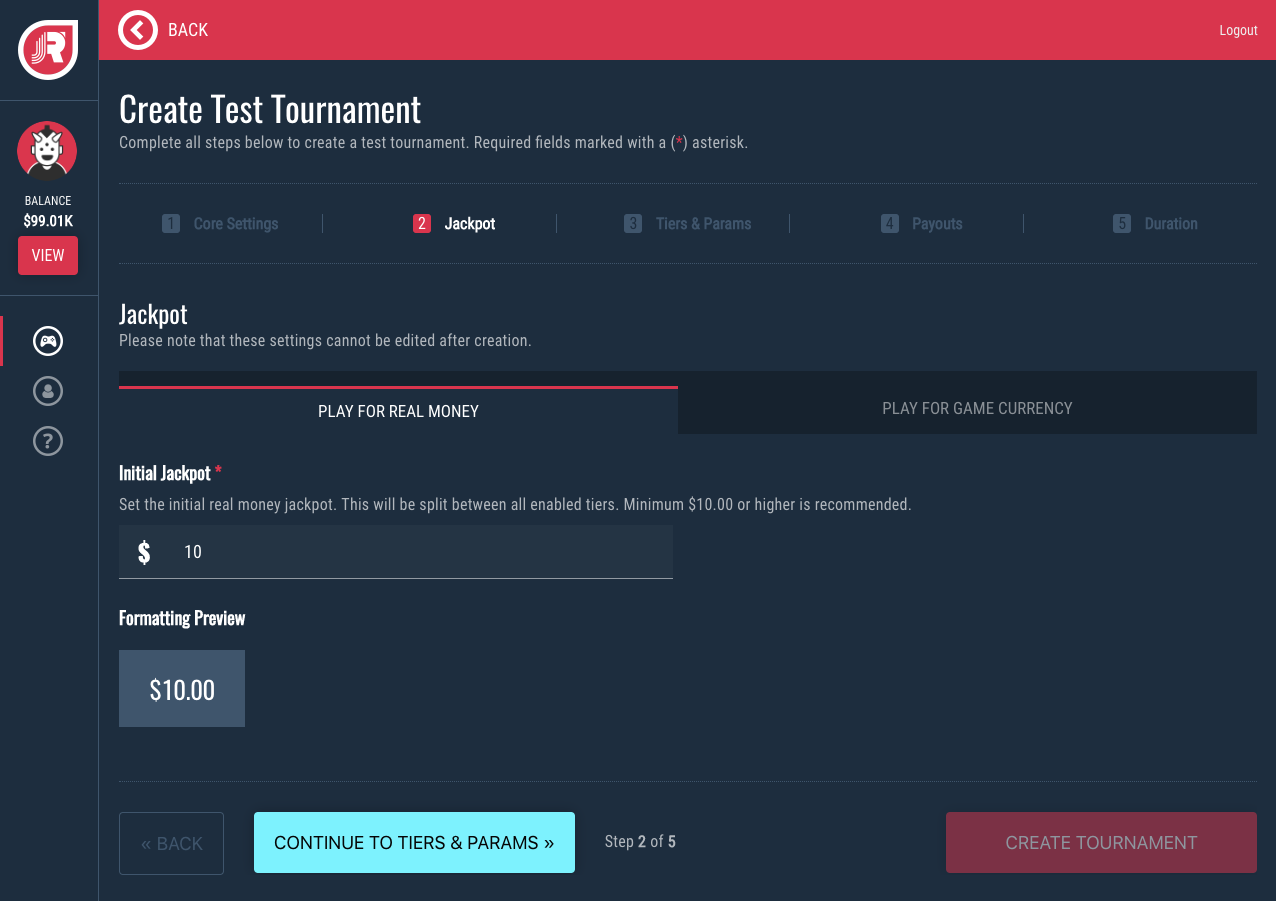 BACK
Logout
BALANCE
$99.01K
VIEW
Create Test Tournament
Complete all steps below to create a test tournament. Required fields marked with a (*) asterisk.
1 Core Settings
2 Jackpot
3 Tiers & Params
4 Payouts
5 Duration
Jackpot
Please note that these settings cannot be edited after creation.
PLAY FOR REAL MONEY
PLAY FOR GAME CURRENCY
Initial Jackpot *
Set the initial real money jackpot. This will be split between all enabled tiers. Minimum $10.00 or higher is recommended.
$ 10
Formatting Preview
$10.00
« BACK
CONTINUE TO TIERS & PARAMS »
Step 2 of 5
CREATE TOURNAMENT